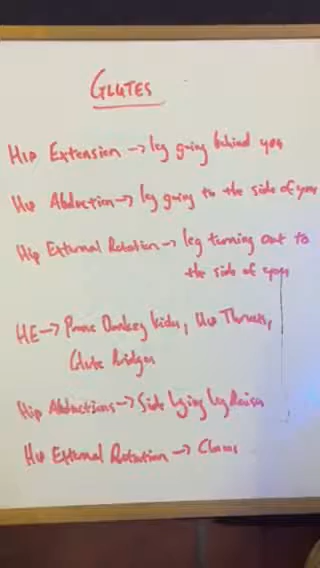 GLUTES
Hip Extension → leg going behind you
Hip Abduction → leg going to the side of you
Hip External Rotation → leg turning out to
the side of you
HE → Prone Donkey kicks, Hip Thrusts,
Glute Bridges
Hip Abductions → Side lying leg Raises
Hip External Rotation → Clams